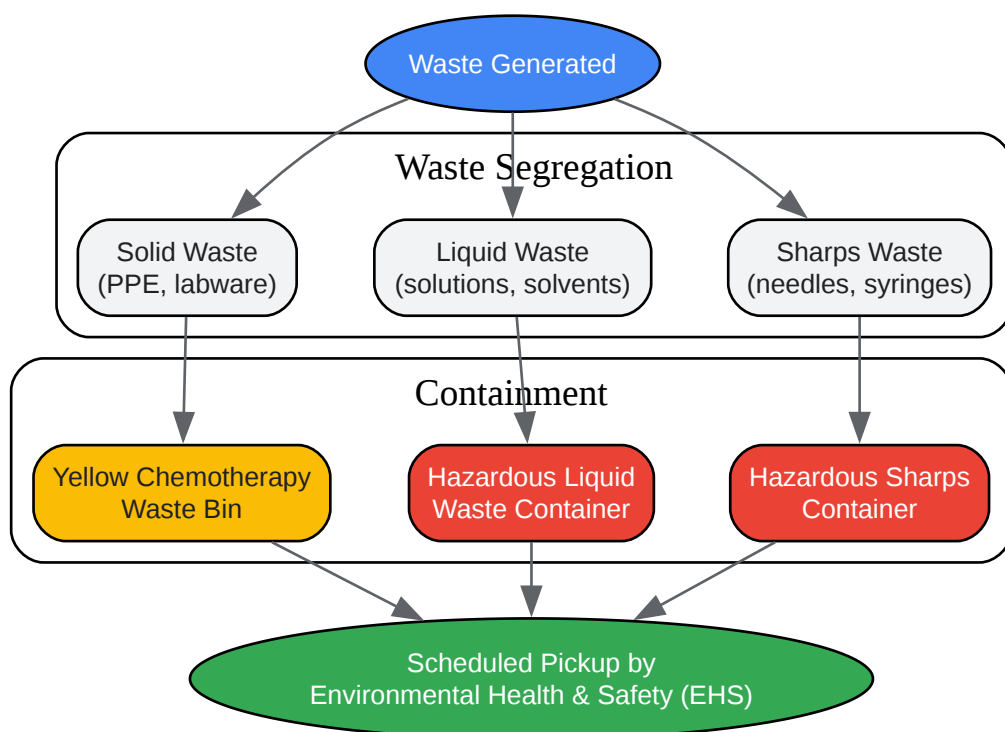 Waste Generated
Waste Segregation
Solid Waste
(PPE, labware)
Liquid Waste
(solutions, solvents)
Sharps Waste
(needles, syringes)
Containment
Yellow Chemotherapy
Waste Bin
Hazardous Liquid
Waste Container
Hazardous Sharps
Container
Scheduled Pickup by
Environmental Health & Safety (EHS)